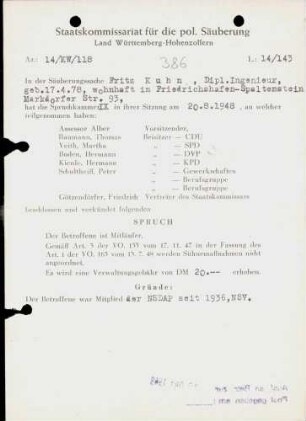 Staatskommissariat für die pol. Säuberung
Land Württemberg-Hohenzollern
Az: 14/KW/118
386
L: 14/143
In der Säuberungssache Fritz K u h n , Dipl.Ingenieur,
geb.17.4.78, wohnhaft in Friedrichshafen-Spaltenstein
Markdorfer Str. 93,
hat die Spruchkammer IX in ihrer Sitzung am 20.8.1948 , an welcher
teilgenommen haben:
Assessor Alber Vorsitzender,
Baumann, Thomas Beisitzer — CDU
Veith, Martha „ — SPD
Boden, Hermann „ — DVP
Kienle, Hermann „ — KPD
Schultheiß, Peter „ — Gewerkschaftes
„ — Berufsgruppe
„ — Berufsgruppe
Götzendörfer, Friedrich Vertreter des Staatskommissars
beschlossen und verkündet folgenden
SPRUCH
Der Betroffene ist Mitläufer.
Gemäß Art. 5 der VO. 133 vom 17. 11. 47 in der Fassung des
Art. 1 der VO. 165 vom 13. 7. 48 werden Sühnemaßnahmen nicht
angeordnet.
Es wird eine Verwaltungsgebühr von DM 20.-- erhoben.
Gründe:
Der Betroffene war Mitglied der NSDAP seit 1936, NSV.